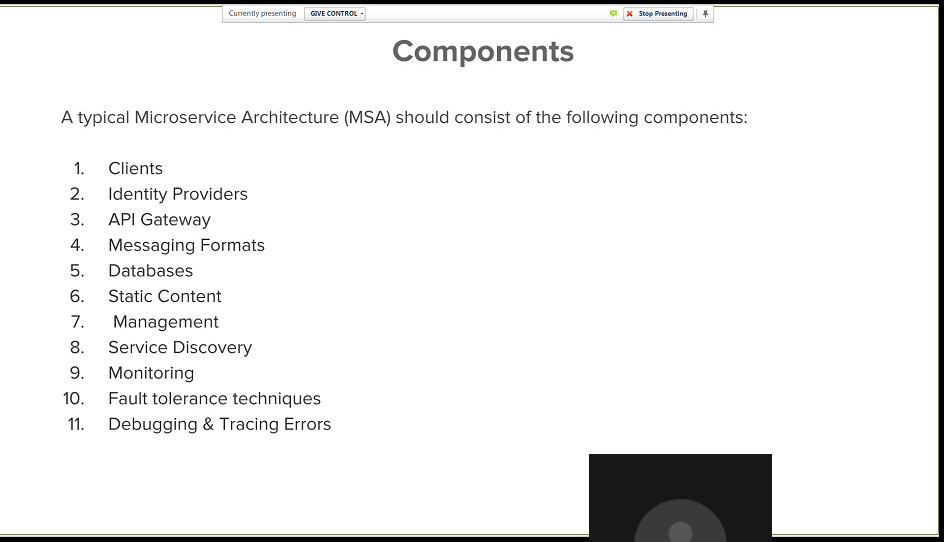 Currently presenting GIVE CONTROL Stop Presenting
Components
A typical Microservice Architecture (MSA) should consist of the following components:
1. Clients
2. Identity Providers
3. API Gateway
4. Messaging Formats
5. Databases
6. Static Content
7. Management
8. Service Discovery
9. Monitoring
10. Fault tolerance techniques
11. Debugging & Tracing Errors